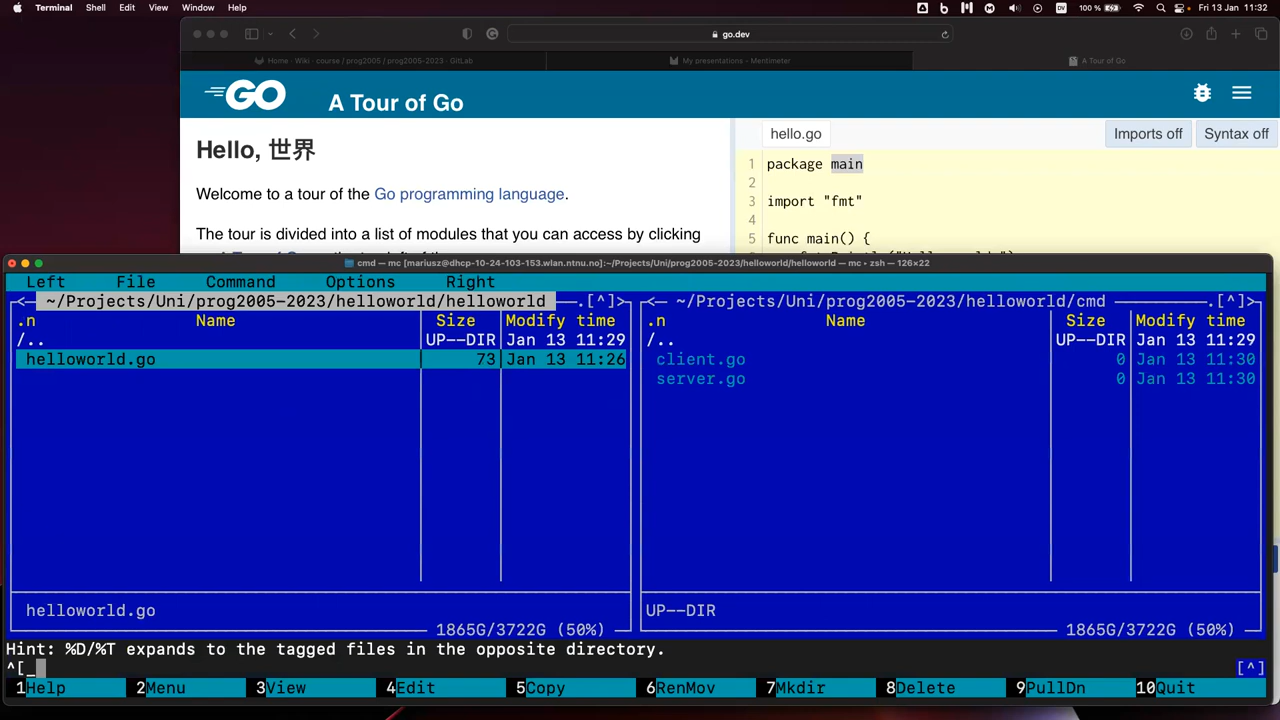 Terminal Shell Edit View Window Help 100 % Fri 13 Jan 11:32
go.dev
Home · Wiki · course / prog2005 / prog2005-2023 · GitLab
My presentations - Mentimeter
A Tour of Go
GO A Tour of Go
Hello, 世界
Welcome to a tour of the Go programming language.
The tour is divided into a list of modules that you can access by clicking
hello.go Imports off Syntax off
1 package main
2
3 import "fmt"
4
5 func main() {
cmd — mc [mariusz@dhcp-10-24-103-153.wlan.ntnu.no]:~/Projects/Uni/prog2005-2023/helloworld/helloworld — mc • zsh — 126×22
Left File Command Options Right
<— ~/Projects/Uni/prog2005-2023/helloworld/helloworld —.[^]>
.n Name Size Modify time
/.. UP--DIR Jan 13 11:29
helloworld.go 73 Jan 13 11:26
helloworld.go
1865G/3722G (50%)
<— ~/Projects/Uni/prog2005-2023/helloworld/cmd —.[^]>
.n Name Size Modify time
/.. UP--DIR Jan 13 11:29
client.go 0 Jan 13 11:30
server.go 0 Jan 13 11:30
UP--DIR
1865G/3722G (50%)
Hint: %D/%T expands to the tagged files in the opposite directory.
^[_ [^]
1Help 2Menu 3View 4Edit 5Copy 6RenMov 7Mkdir 8Delete 9PullDn 10Quit